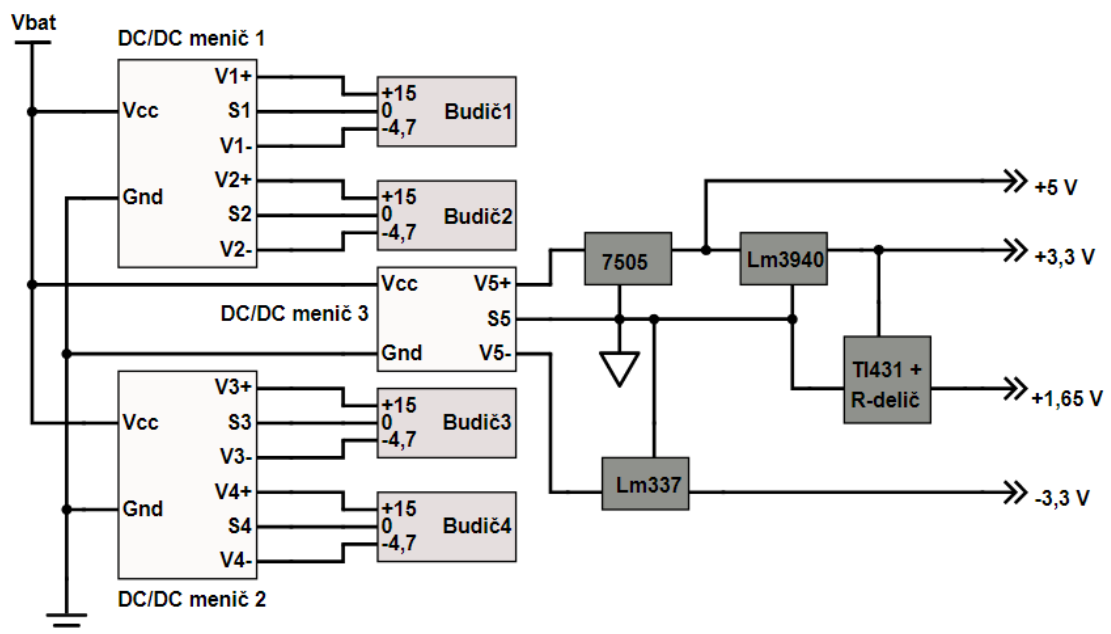 Vbat
DC/DC menič 1
Vcc
Gnd
V1+
S1
V1-
V2+
S2
V2-
+15
0
-4,7
Budič1
+15
0
-4,7
Budič2
DC/DC menič 3
Vcc
Gnd
V5+
S5
V5-
7505
Lm3940
Tl431 +
R-delič
Lm337
+5 V
+3,3 V
+1,65 V
-3,3 V
Vcc
Gnd
V3+
S3
V3-
V4+
S4
V4-
+15
0
-4,7
Budič3
+15
0
-4,7
Budič4
DC/DC menič 2